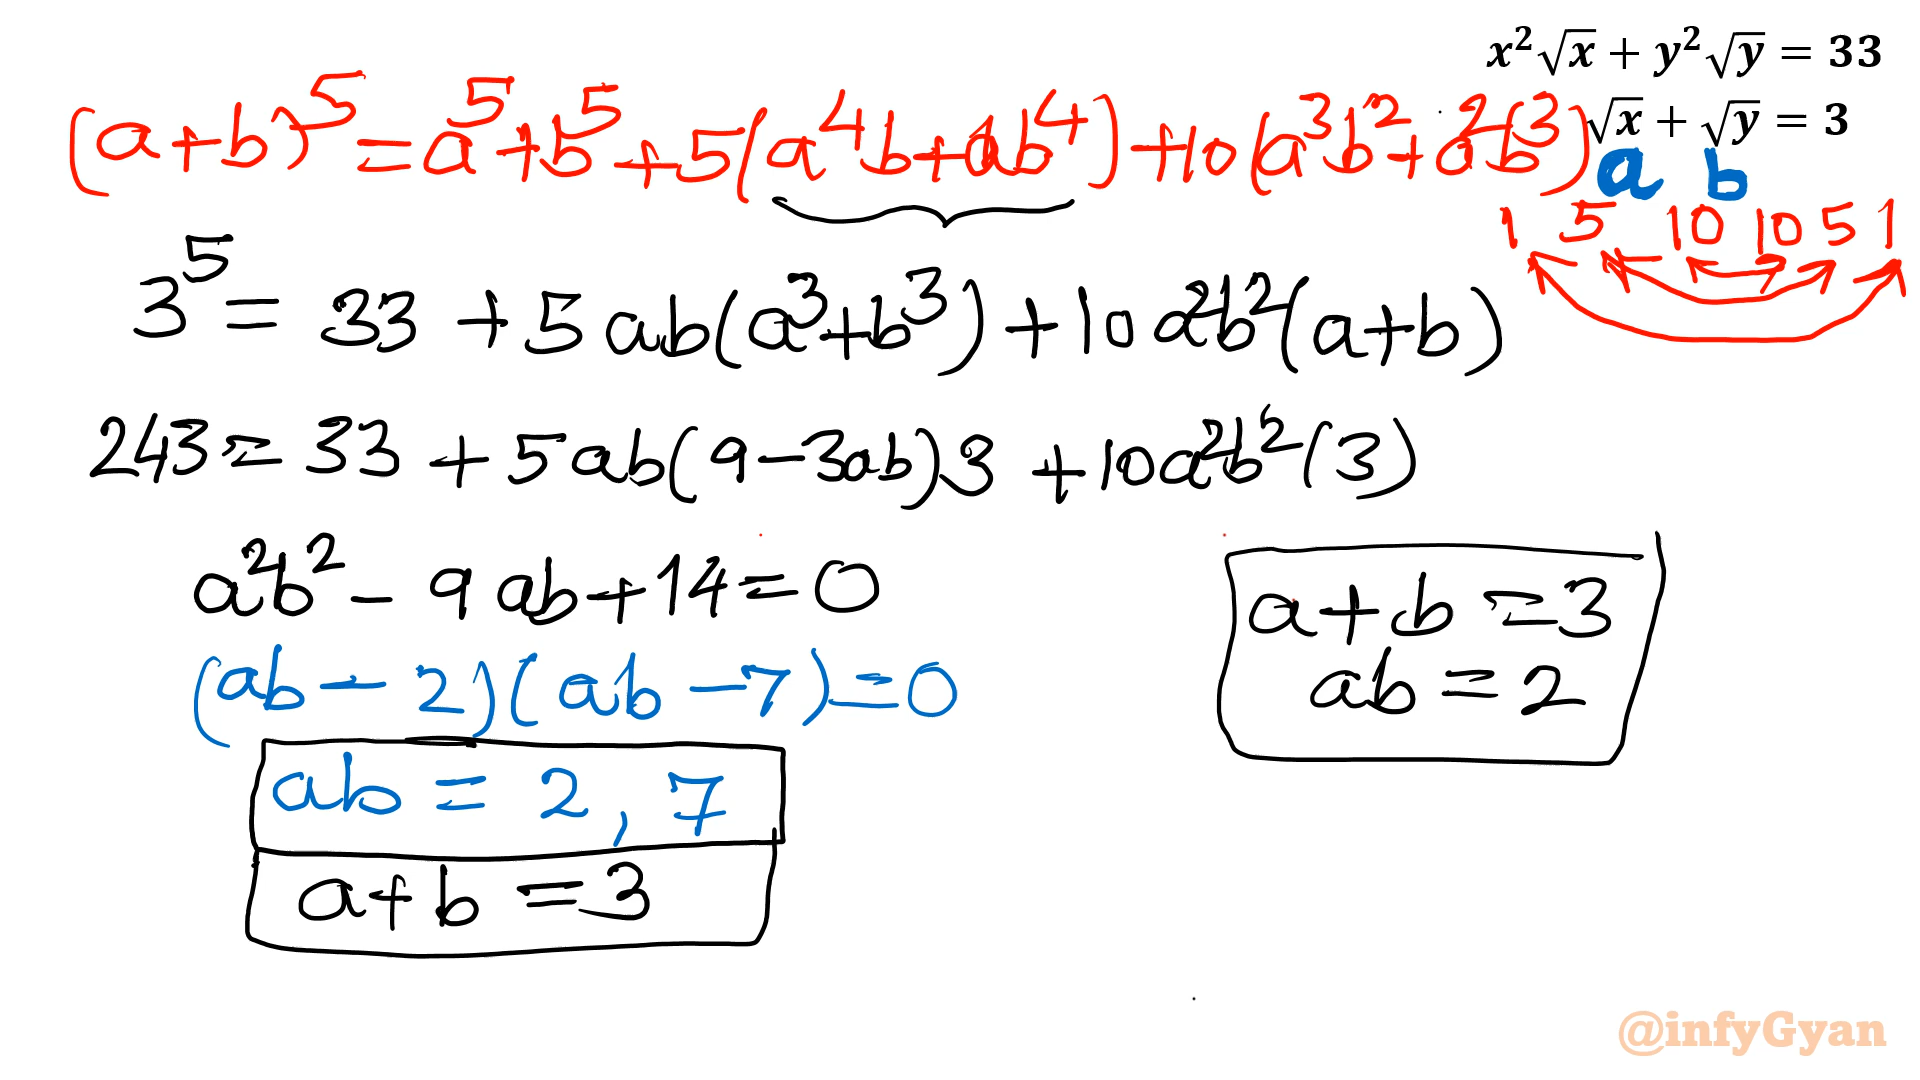 x²√x + y²√y = 33
√x + √y = 3
a b
(a+b)⁵ = a⁵+b⁵+5(a⁴b+ab⁴)+10(a³b²+a²b³)
1 5 10 10 5 1
3⁵ = 33 + 5ab(a³+b³)+10a²b²(a+b)
243 = 33 + 5ab(9-3ab)3 + 10a²b²(3)
a²b² - 9ab+14=0
(ab - 2)(ab - 7)=0
ab = 2, 7
a+b = 3
a+b = 3
ab = 2
@infyGyan